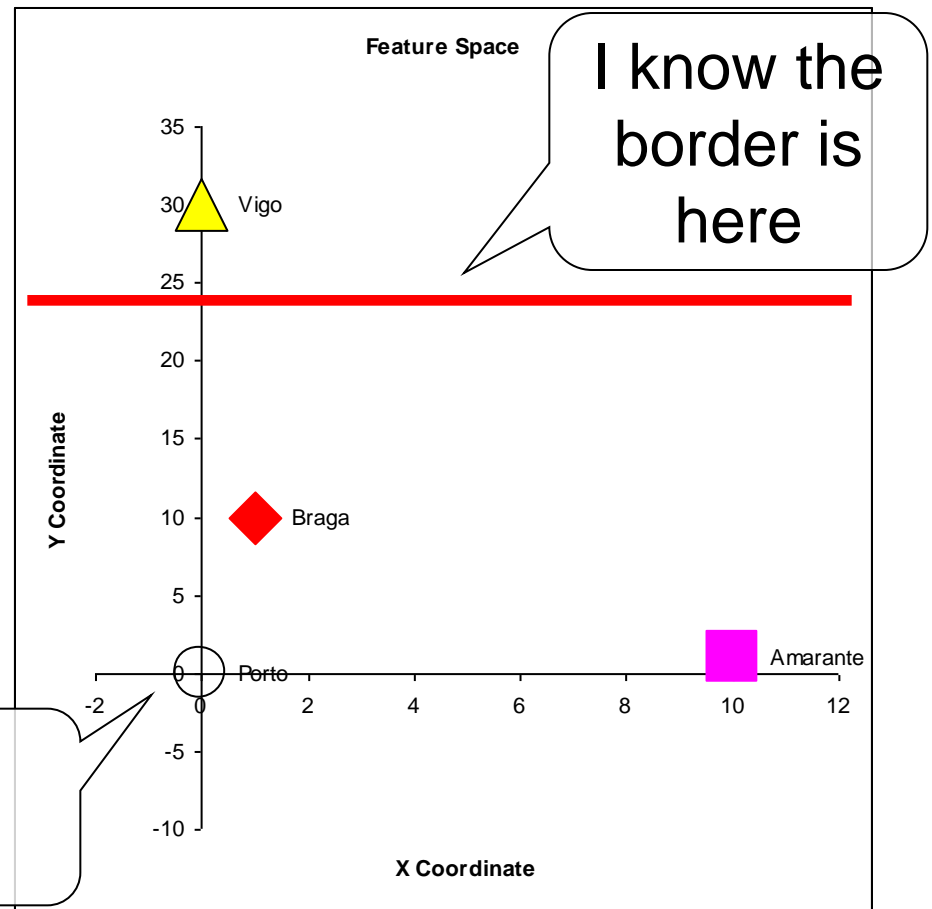 Feature Space
I know the
border is
here
35
30
Vigo
25
20
15
10
Braga
5
0
Porto
Amarante
-2
0
2
4
6
8
10
12
-5
-10
Y Coordinate
X Coordinate